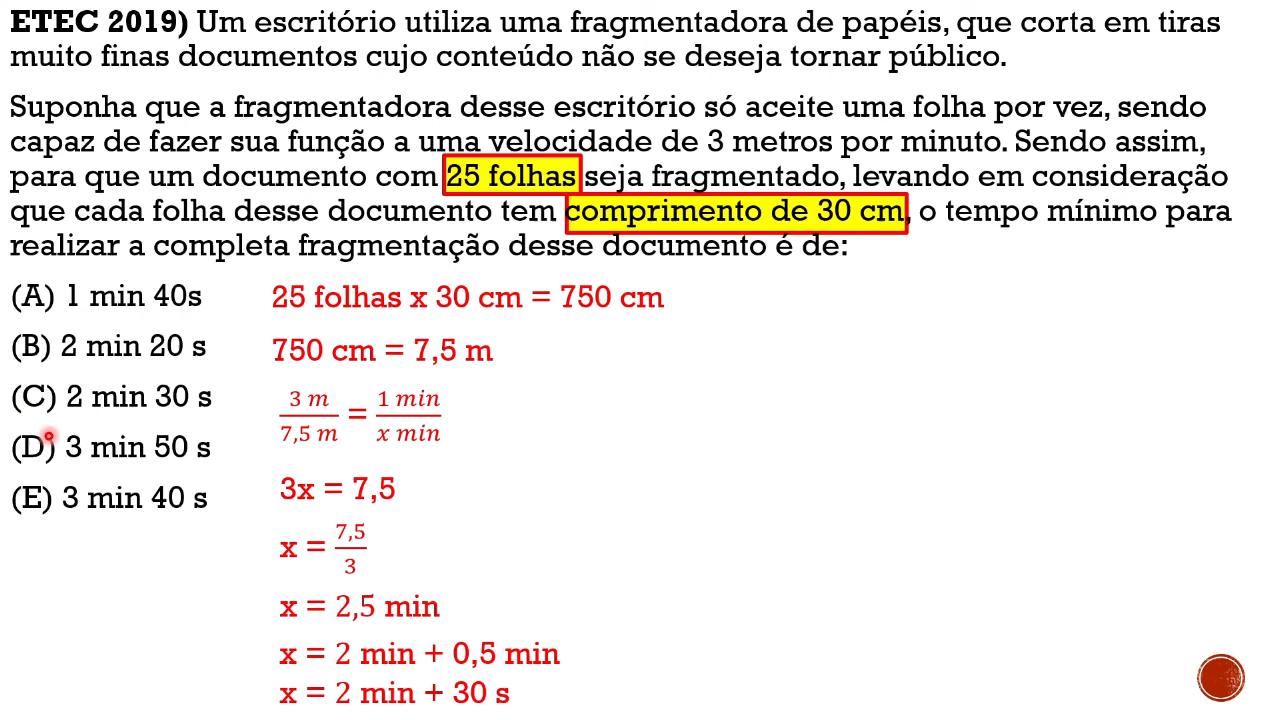 ETEC 2019) Um escritório utiliza uma fragmentadora de papéis, que corta em tiras
muito finas documentos cujo conteúdo não se deseja tornar público.
Suponha que a fragmentadora desse escritório só aceite uma folha por vez, sendo
capaz de fazer sua função a uma velocidade de 3 metros por minuto. Sendo assim,
para que um documento com 25 folhas seja fragmentado, levando em consideração
que cada folha desse documento tem comprimento de 30 cm, o tempo mínimo para
realizar a completa fragmentação desse documento é de:
(A) 1 min 40s
(B) 2 min 20 s
(C) 2 min 30 s
(D) 3 min 50 s
(E) 3 min 40 s
25 folhas x 30 cm = 750 cm
750 cm = 7,5 m
3 m / 7,5 m = 1 min / x min
3x = 7,5
x = 7,5 / 3
x = 2,5 min
x = 2 min + 0,5 min
x = 2 min + 30 s